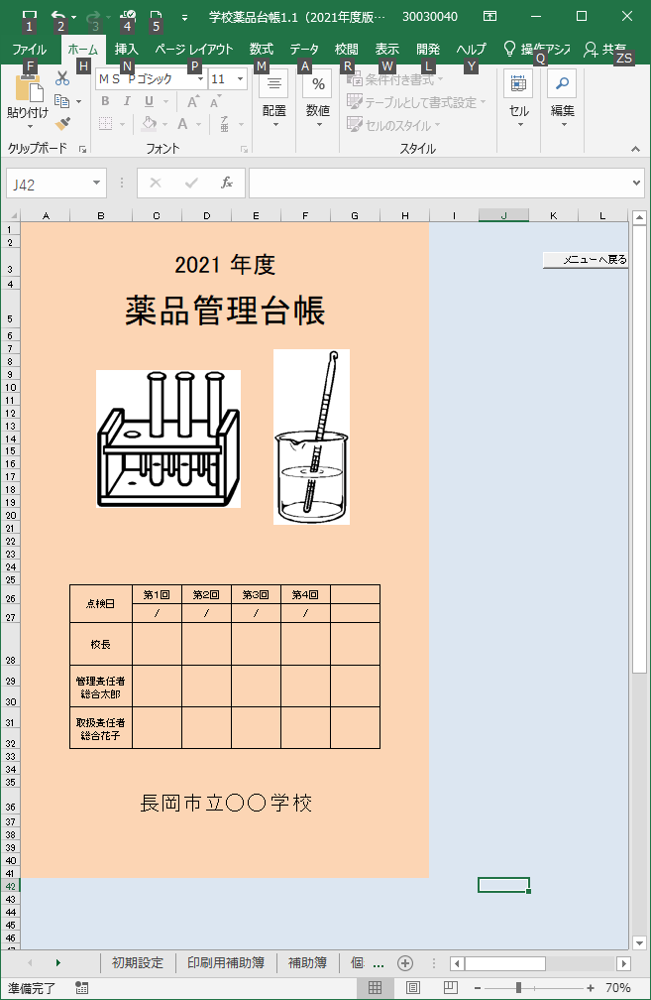 学校薬品台帳1.1（2021年度版… 30030040
1 2 3 4 5
ファイル ホーム 挿入 ページ レイアウト 数式 データ 校閲 表示 開発 ヘルプ 操作アシ 共有
F H N P M A R W L Y Q ZS
貼り付け
クリップボード
ＭＳ Ｐゴシック 11
B I U A A
A 亜
フォント
配置
%
数値
条件付き書式
テーブルとして書式設定
セルのスタイル
スタイル
セル
編集
J42 fx
A B C D E F G H I J K L
1
2
3
4
5
6
7
8
9
10
11
12
13
14
15
16
17
18
19
20
21
22
23
24
25
26
27
28
29
30
31
32
33
34
35
36
37
38
39
40
41
42
43
44
45
46
メニューへ戻る
2021 年度
薬品管理台帳
点検日 第1回 第2回 第3回 第4回
/ / / /
校長
管理責任者
総合太郎
取扱責任者
総合花子
長岡市立〇〇学校
初期設定 印刷用補助簿 補助簿 個 ...
準備完了 70%